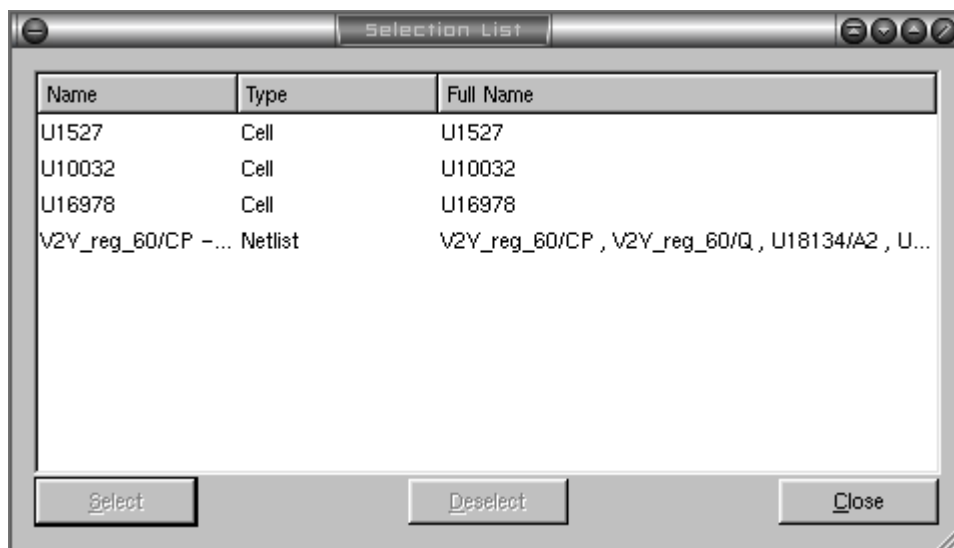 Selection List
Name Type Full Name
U1527 Cell U1527
U10032 Cell U10032
U16978 Cell U16978
V2Y_reg_60/CP –... Netlist V2Y_reg_60/CP , V2Y_reg_60/Q , U18134/A2 , U...
Select Deselect Close